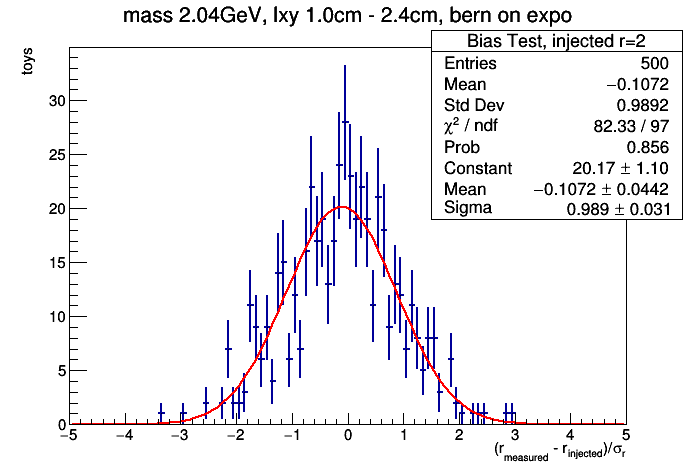 mass 2.04GeV, lxy 1.0cm - 2.4cm, bern on expo
Bias Test, injected r=2
Entries 500
Mean −0.1072
Std Dev 0.9892
χ² / ndf 82.33 / 97
Prob 0.856
Constant 20.17 ± 1.10
Mean −0.1072 ± 0.0442
Sigma 0.989 ± 0.031
toys
30
25
20
15
10
5
0
−5 −4 −3 −2 −1 0 1 2 3 4 5
(r_measured - r_injected)/σ_r